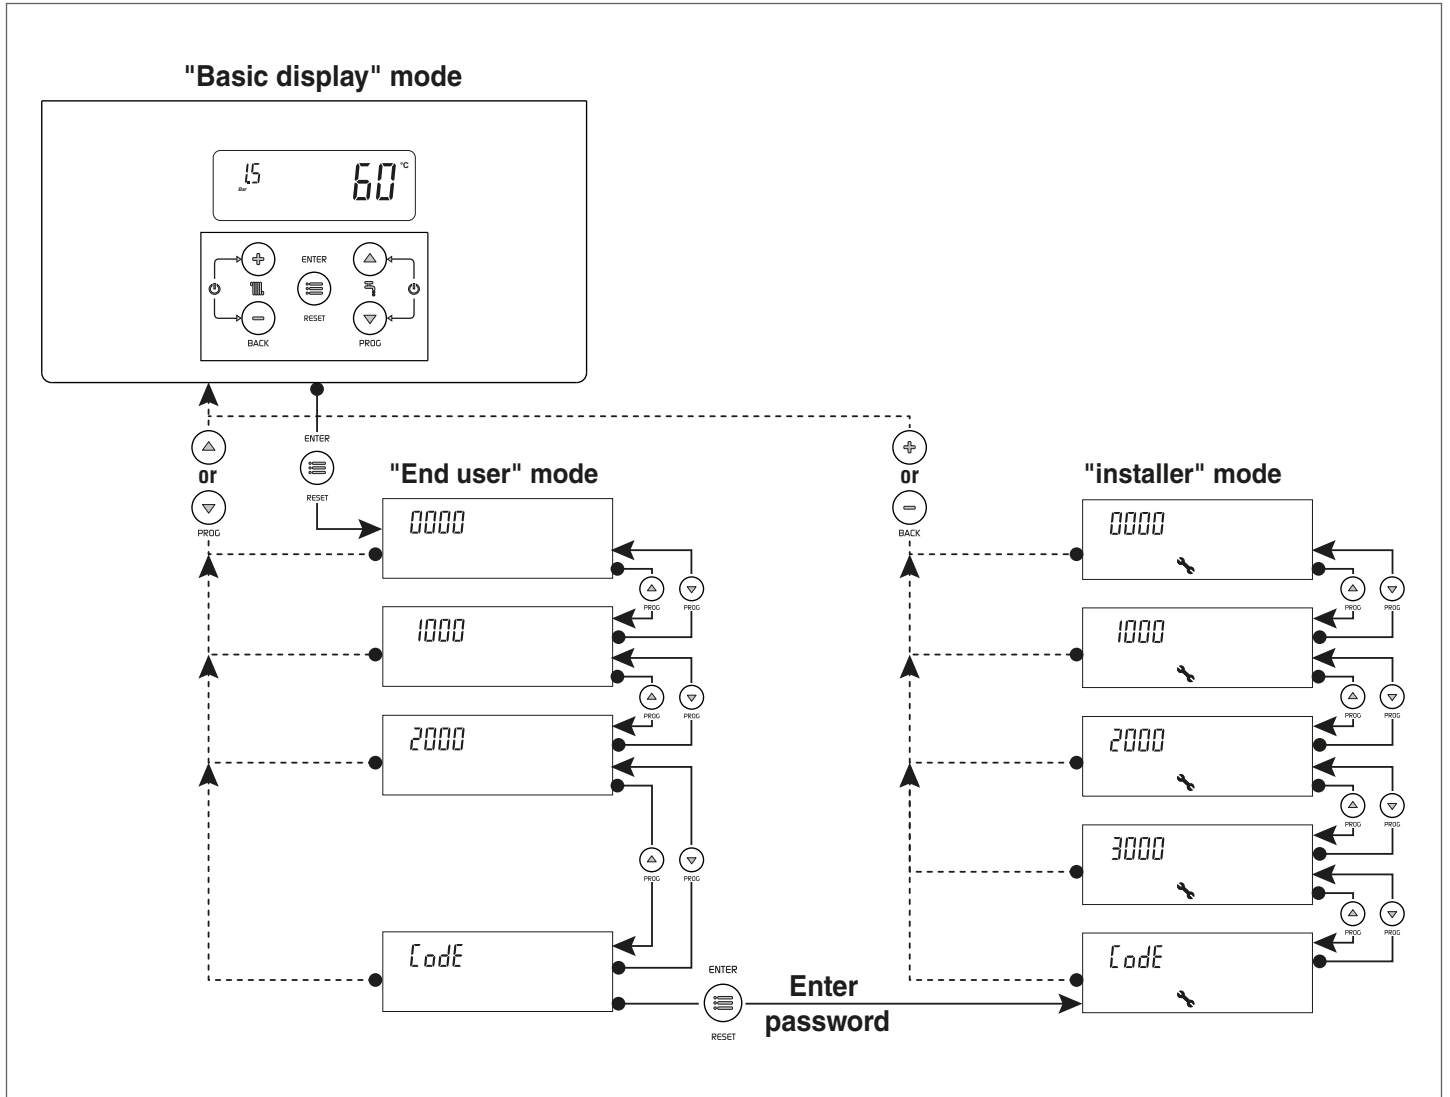 "Basic display" mode
1.5
Bar
60 °C
ENTER
RESET
BACK
PROG
or
PROG
ENTER
RESET
"End user" mode
0000
PROG PROG
1000
PROG PROG
2000
PROG PROG
CodE
ENTER
RESET
Enter
password
or
BACK
"installer" mode
0000
PROG PROG
1000
PROG PROG
2000
PROG PROG
3000
PROG PROG
CodE